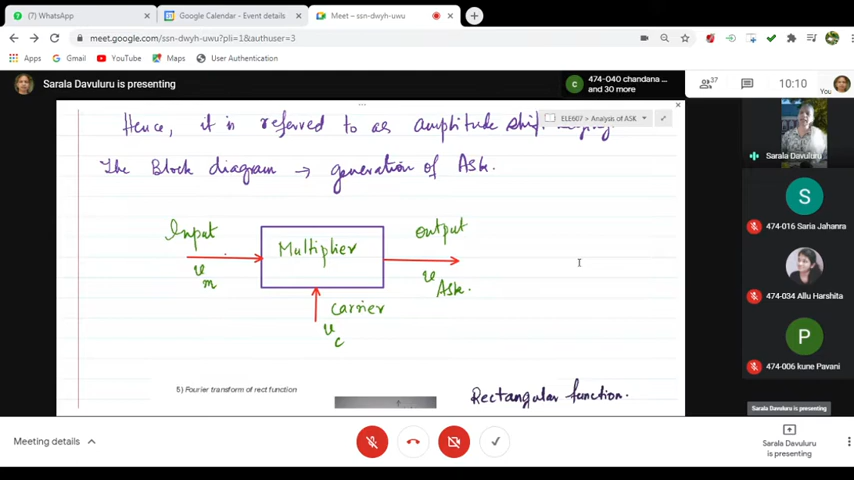 (7) WhatsApp
Google Calendar - Event details
Meet – ssn-dwyh-uwu
meet.google.com/ssn-dwyh-uwu?pli=1&authuser=3
Apps
Gmail
YouTube
Maps
User Authentification
Sarala Davuluru is presenting
474-040 chandana ...
and 30 more
37
10:10
You
Hence, it is referred to as amplitude shift
ELE607 > Analysis of ASK
The Block diagram → generation of ASK.
Input
Multiplier
output
v m
v ASK.
carrier
v c
5) Fourier transform of rect function
Rectangular function.
Sarala Davuluru
S
474-016 Saria Jahanra
474-034 Allu Harshita
P
474-006 kune Pavani
Sarala Davuluru is presenting
Meeting details
Sarala Davuluru
is presenting